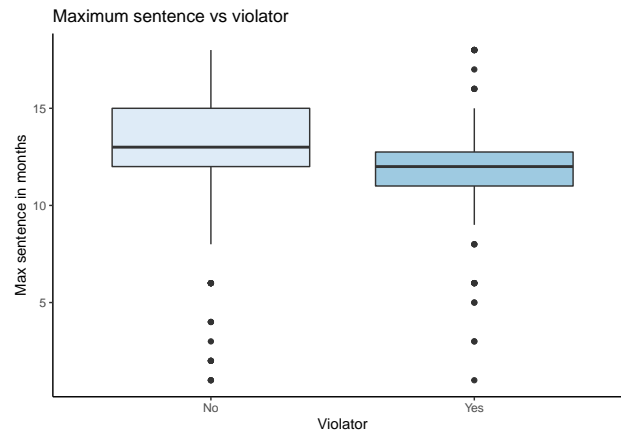 Maximum sentence vs violator
Max sentence in months
15
10
5
No
Yes
Violator